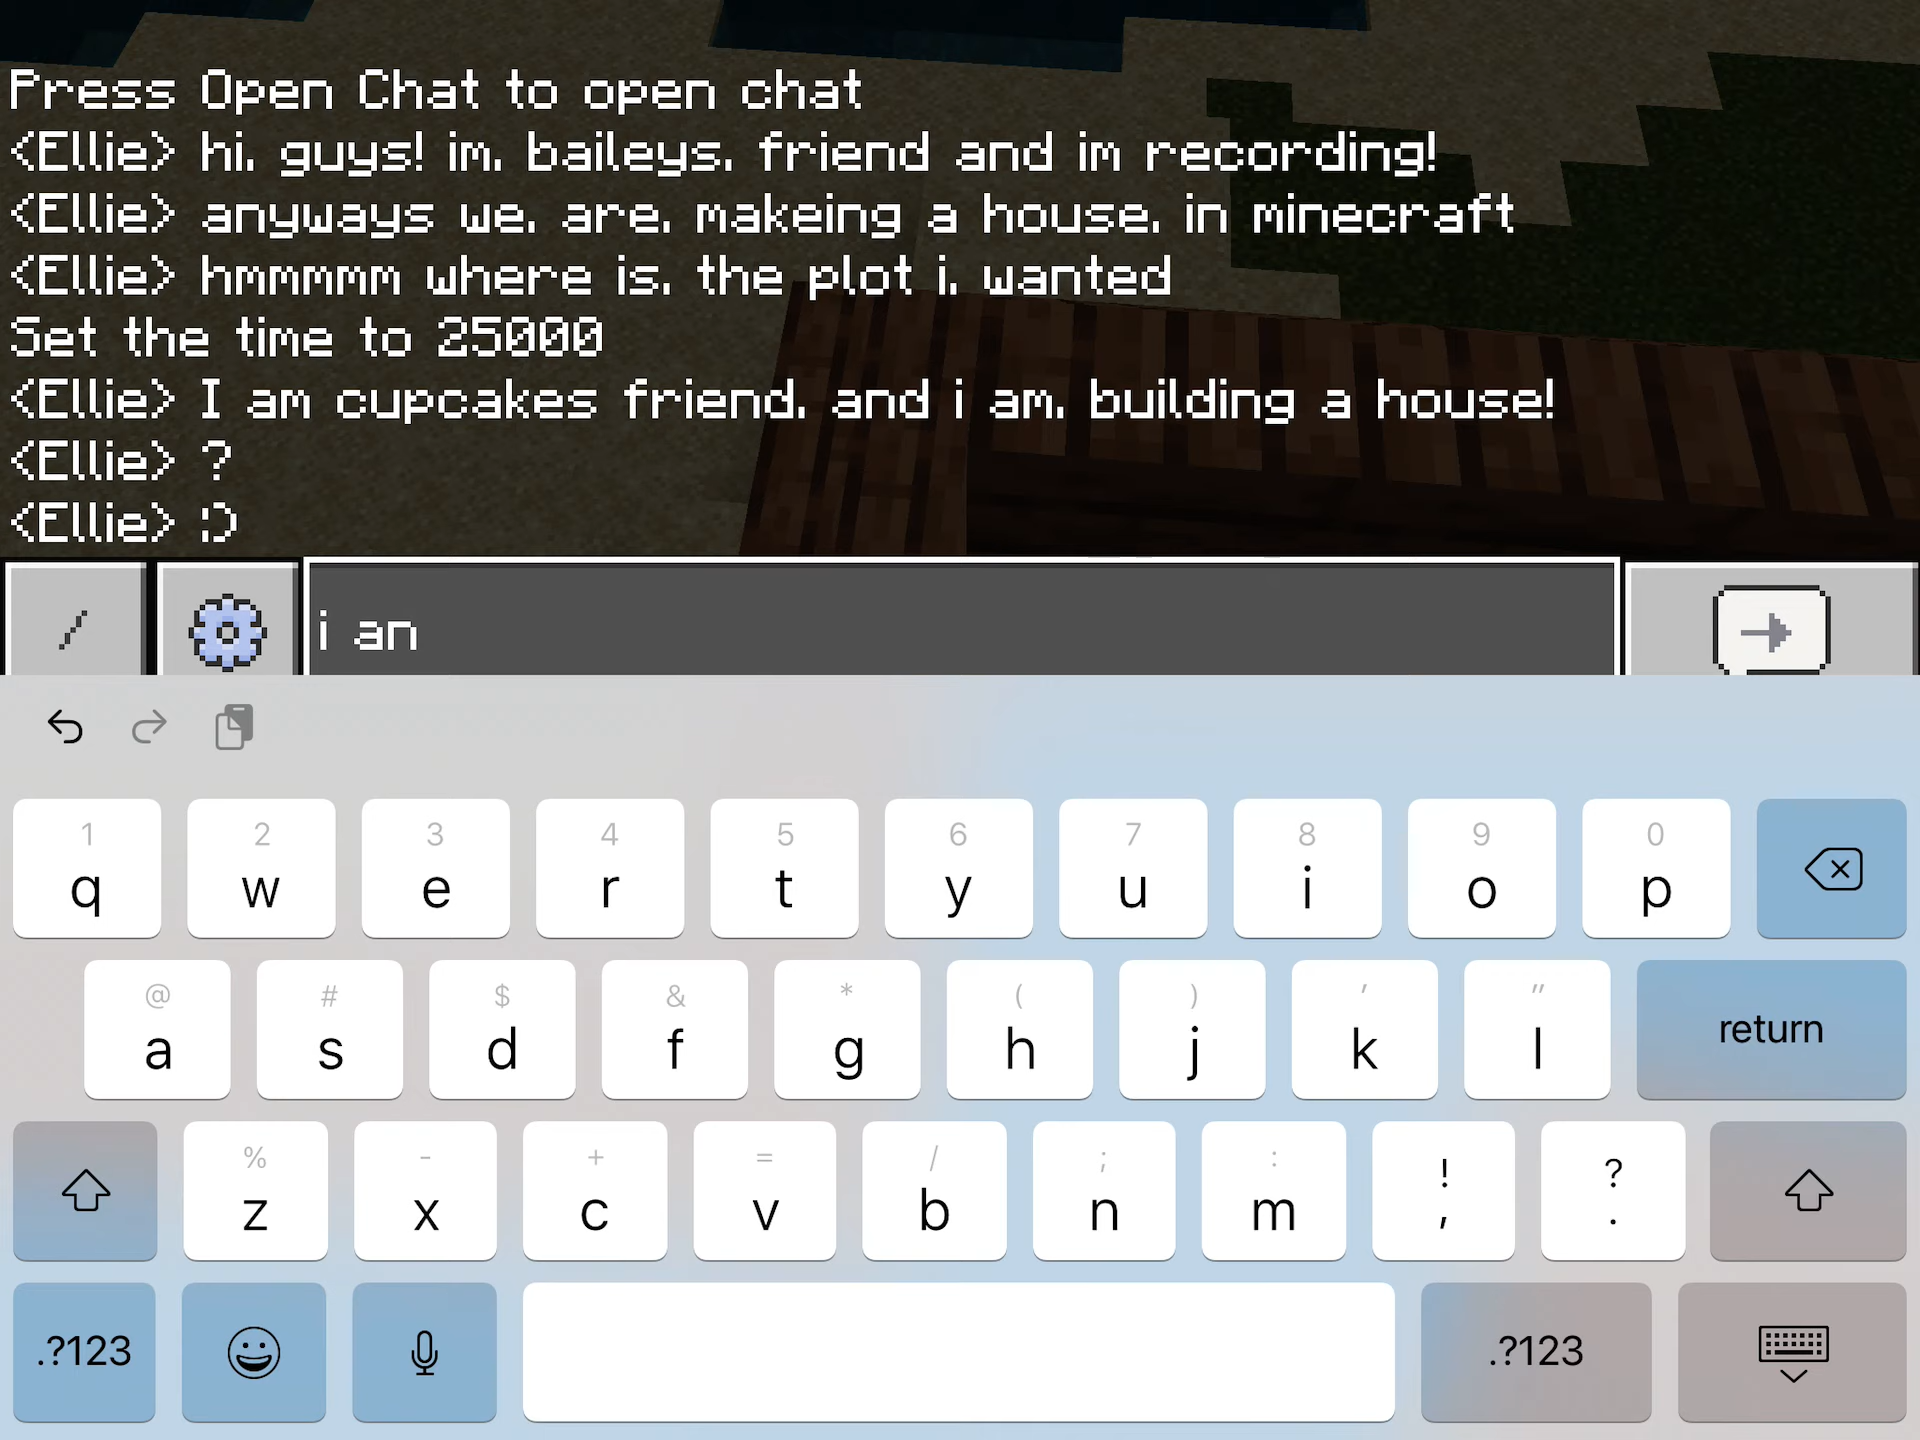 Press Open Chat to open chat
<Ellie> hi. guys! im. baileys. friend and im recording!
<Ellie> anyways we. are. makeing a house. in minecraft
<Ellie> hmmmmm where is. the plot i. wanted
Set the time to 25000
<Ellie> I am cupcakes friend. and i am. building a house!
<Ellie> ?
<Ellie> :D
/ i an
1 2 3 4 5 6 7 8 9 0
q w e r t y u i o p
@ # $ & * ( ) ' "
a s d f g h j k l return
% - + = / ; : ! ?
z x c v b n m , .
.?123 .?123